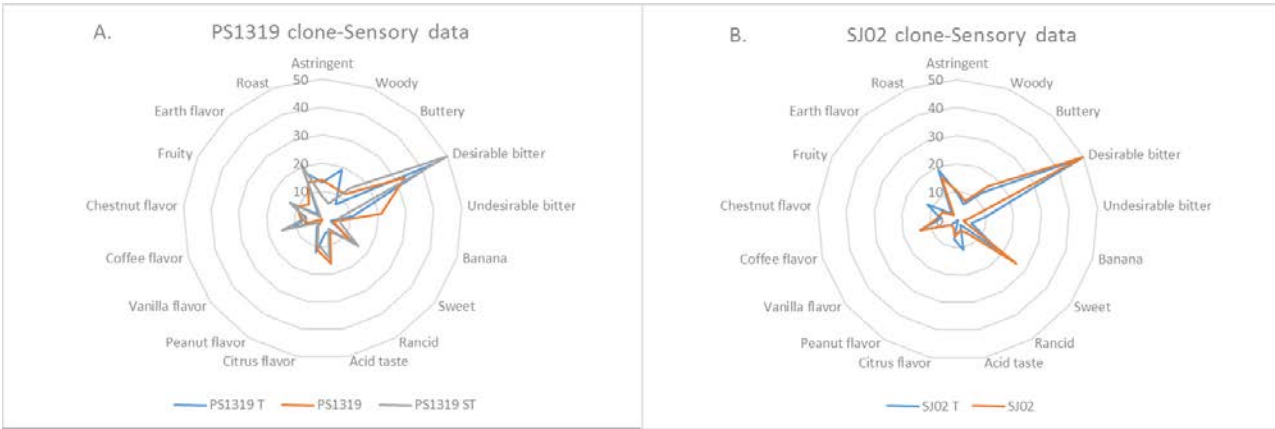 A.
PS1319 clone-Sensory data
Astringent
Roast
Woody
Earth flavor
Buttery
Fruity
Desirable bitter
Chestnut flavor
Undesirable bitter
Coffee flavor
Banana
Vanilla flavor
Sweet
Peanut flavor
Rancid
Citrus flavor
Acid taste
50
40
30
20
10
PS1319 T
PS1319
PS1319 ST
B.
SJ02 clone-Sensory data
Astringent
Roast
Woody
Earth flavor
Buttery
Fruity
Desirable bitter
Chestnut flavor
Undesirable bitter
Coffee flavor
Banana
Vanilla flavor
Sweet
Peanut flavor
Rancid
Citrus flavor
Acid taste
50
40
30
20
10
SJ02 T
SJ02